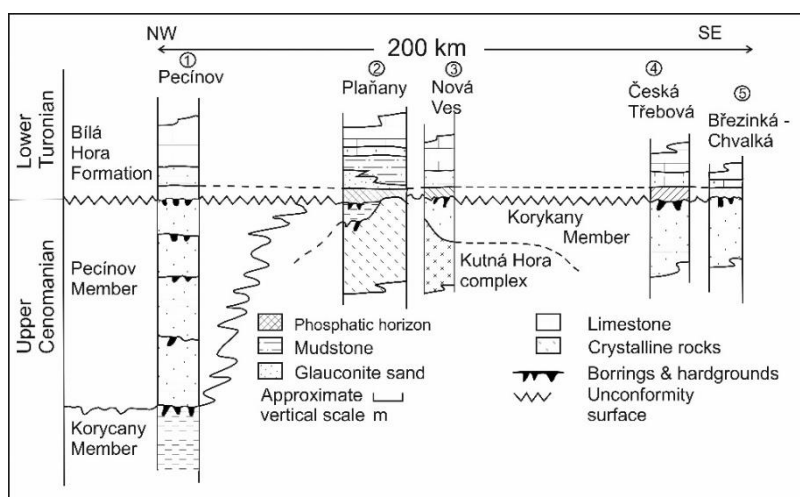 NW
SE
200 km
①
Pecínov
②
Plaňany
③
Nová
Ves
④
Česká
Třebová
⑤
Březinká -
Chvalká
Lower
Turonian
Bílá
Hora
Formation
Upper
Cenomanian
Pecínov
Member
Korycany
Member
Korykany
Member
Kutná Hora
complex
Phosphatic horizon
Mudstone
Glauconite sand
Approximate
vertical scale m
Limestone
Crystalline rocks
Borrings & hardgrounds
Unconformity
surface